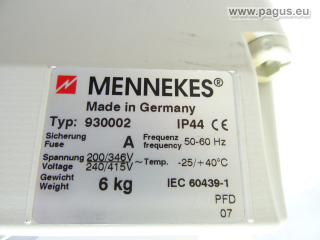 www.pagus.eu
MENNEKES®
Made in Germany
Typ: 930002 IP44 CE
Sicherung Fuse A Frequenz frequency 50-60 Hz
Spannung Voltage 200/346V 240/415V ~ Temp. -25/+40°C
Gewicht Weight 6 kg IEC 60439-1
PFD
07